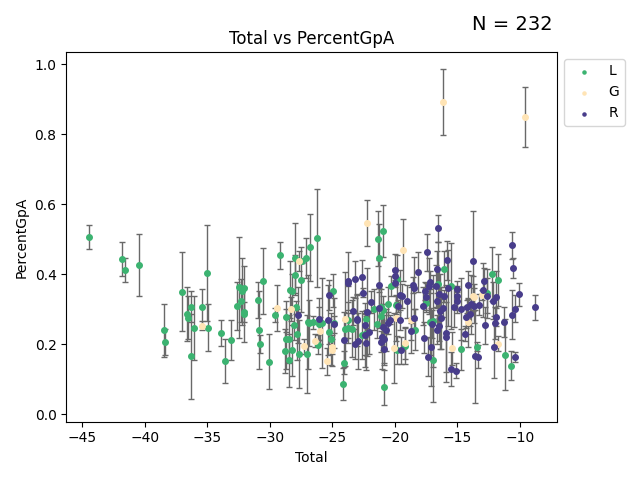 N = 232
Total vs PercentGpA
L
G
R
1.0
0.8
0.6
0.4
0.2
0.0
PercentGpA
−45 −40 −35 −30 −25 −20 −15 −10
Total